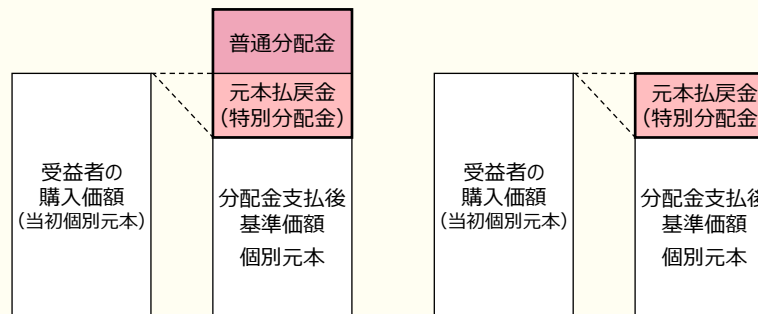 普通分配金
元本払戻金
（特別分配金）
受益者の
購入価額
（当初個別元本）
分配金支払後
基準価額
個別元本
元本払戻金
（特別分配金
受益者の
購入価額
（当初個別元本）
分配金支払後
基準価額
個別元本